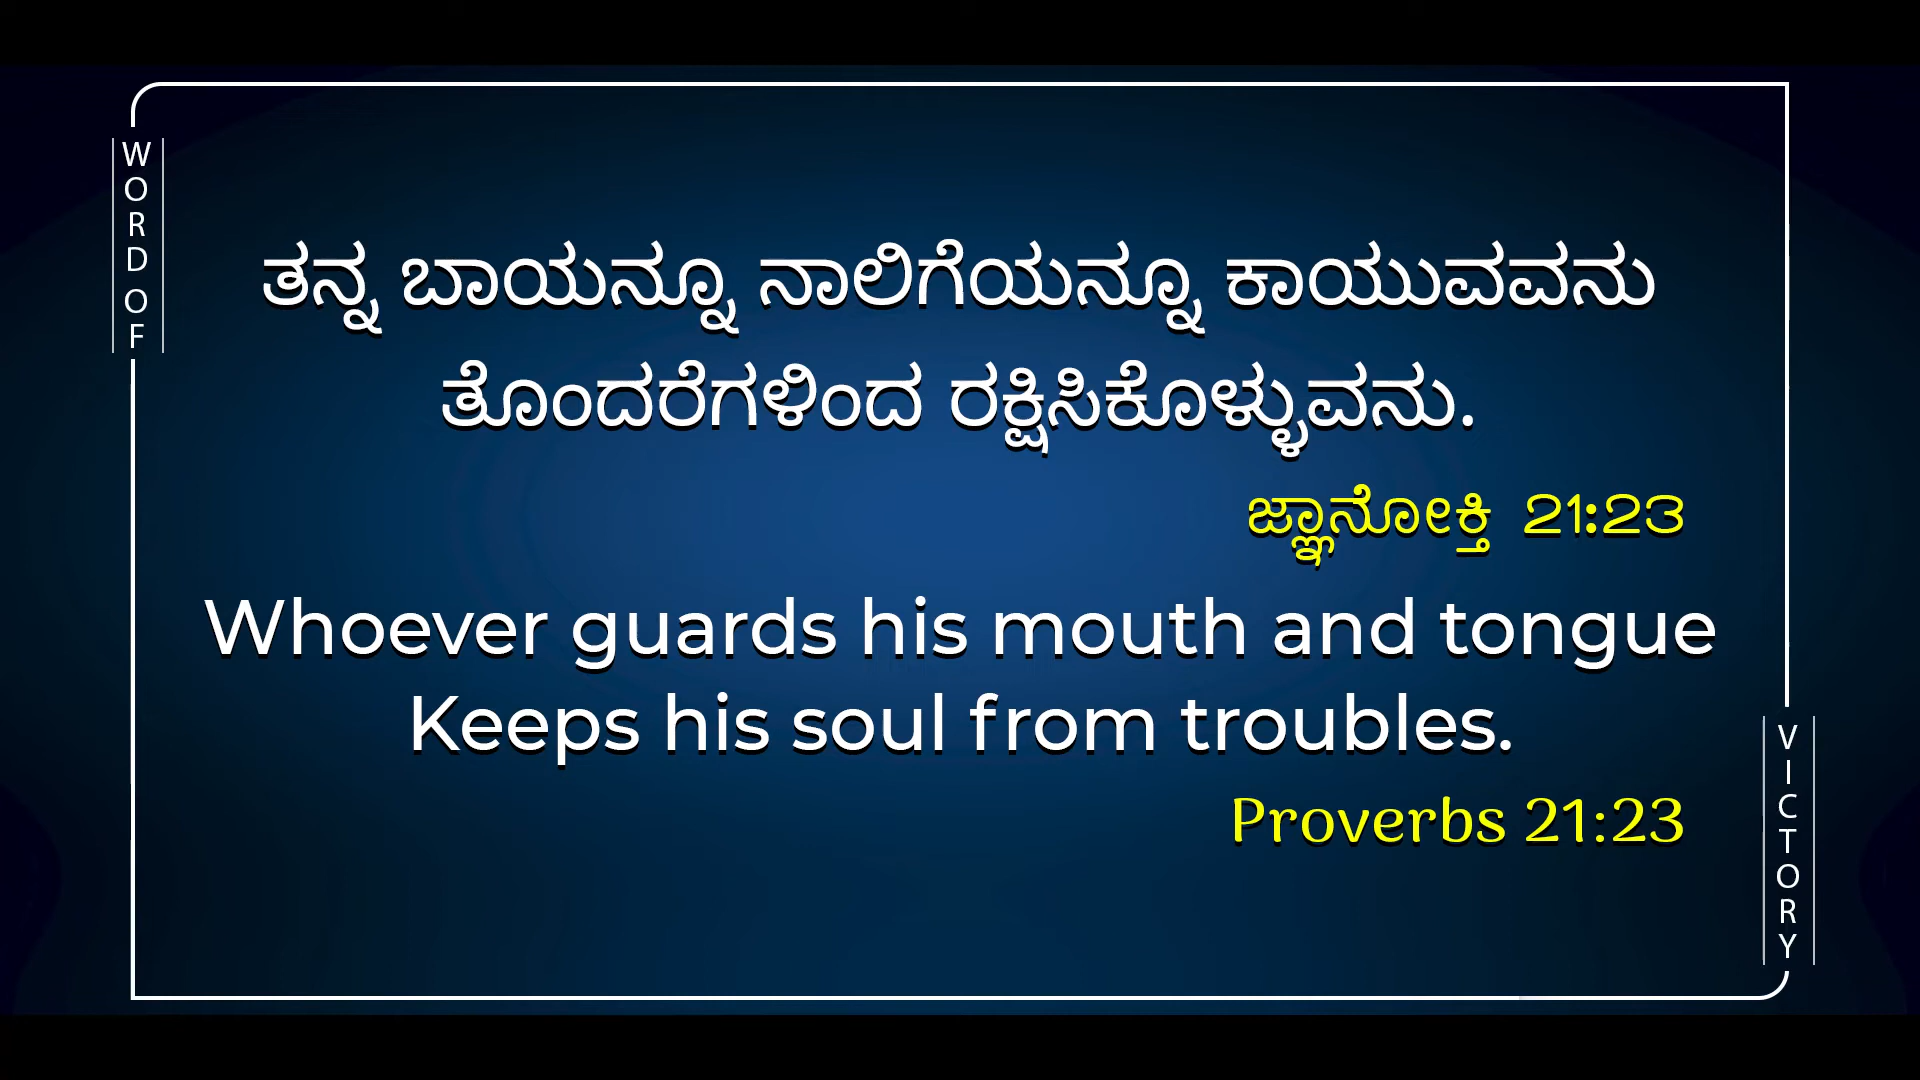 WORD OF
ತನ್ನ ಬಾಯನ್ನೂ ನಾಲಿಗೆಯನ್ನೂ ಕಾಯುವವನು
ತೊಂದರೆಗಳಿಂದ ರಕ್ಷಿಸಿಕೊಳ್ಳುವನು.
ಜ್ಞಾನೋಕ್ತಿ 21:23
Whoever guards his mouth and tongue
Keeps his soul from troubles.
Proverbs 21:23
VICTORY